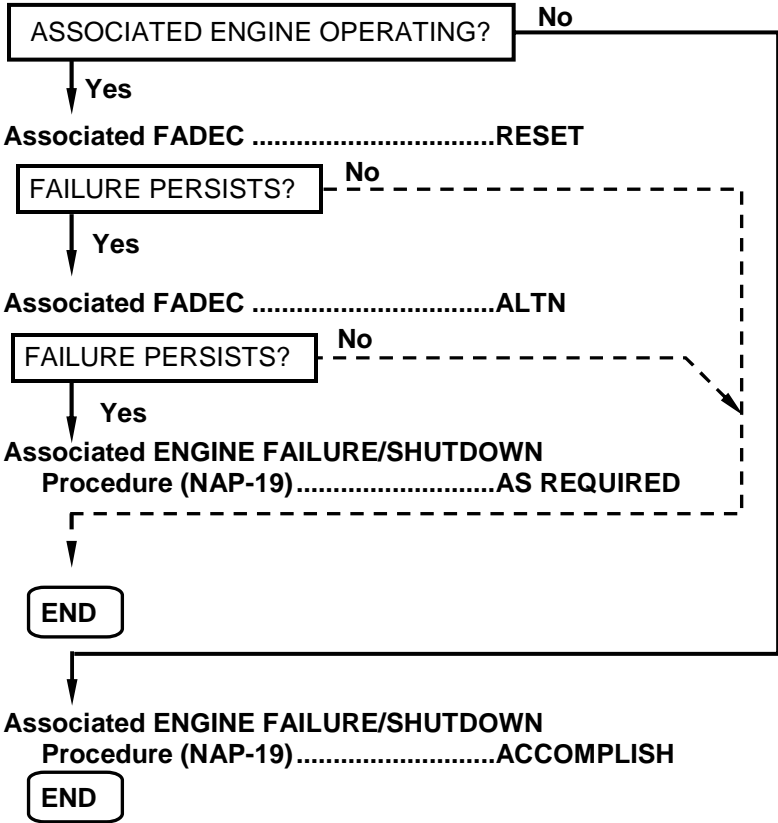 ASSOCIATED ENGINE OPERATING? No
Yes
Associated FADEC .................................RESET
FAILURE PERSISTS? No
Yes
Associated FADEC .................................ALTN
FAILURE PERSISTS? No
Yes
Associated ENGINE FAILURE/SHUTDOWN
Procedure (NAP-19)...........................AS REQUIRED
END
Associated ENGINE FAILURE/SHUTDOWN
Procedure (NAP-19)...........................ACCOMPLISH
END